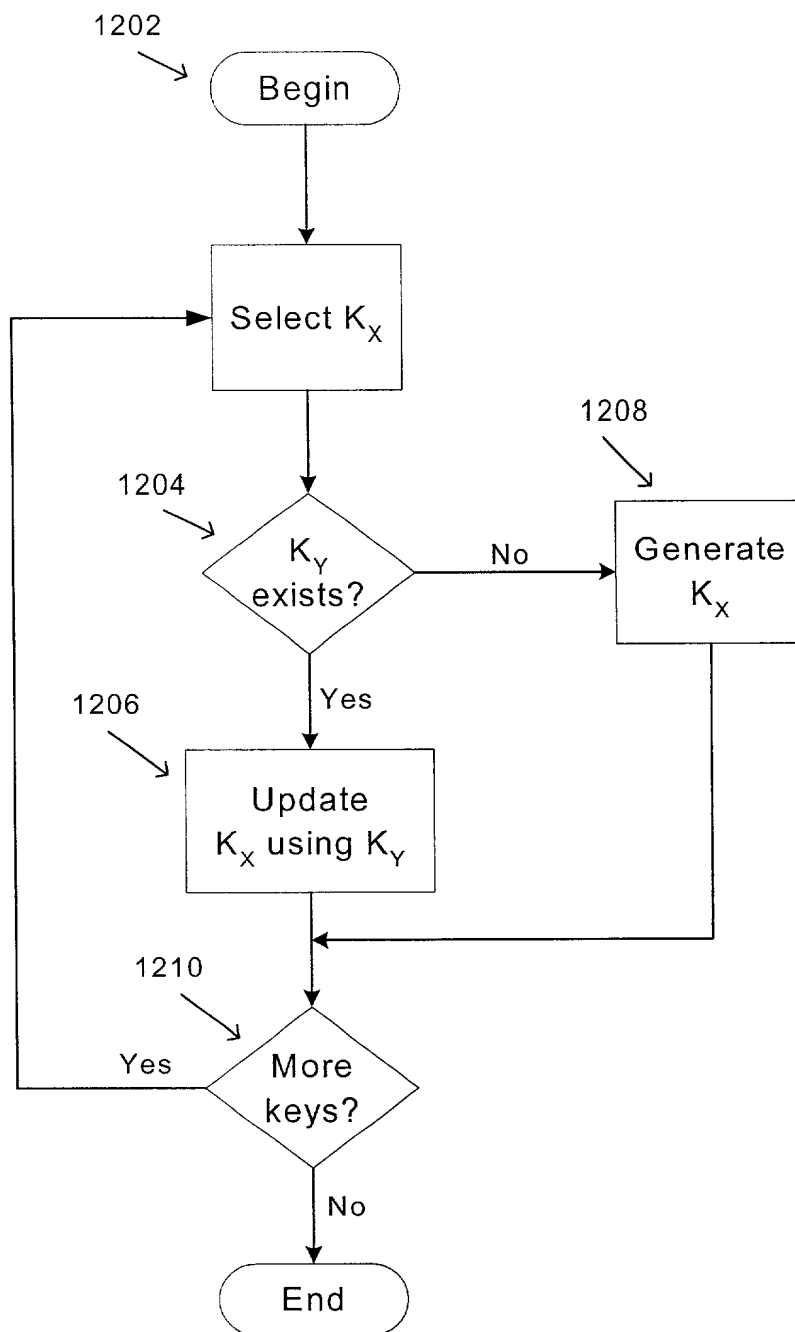 1202
Begin
Select K_X
1204
K_Y
exists?
No
1208
Generate
K_X
Yes
1206
Update
K_X using K_Y
1210
Yes
More
keys?
No
End